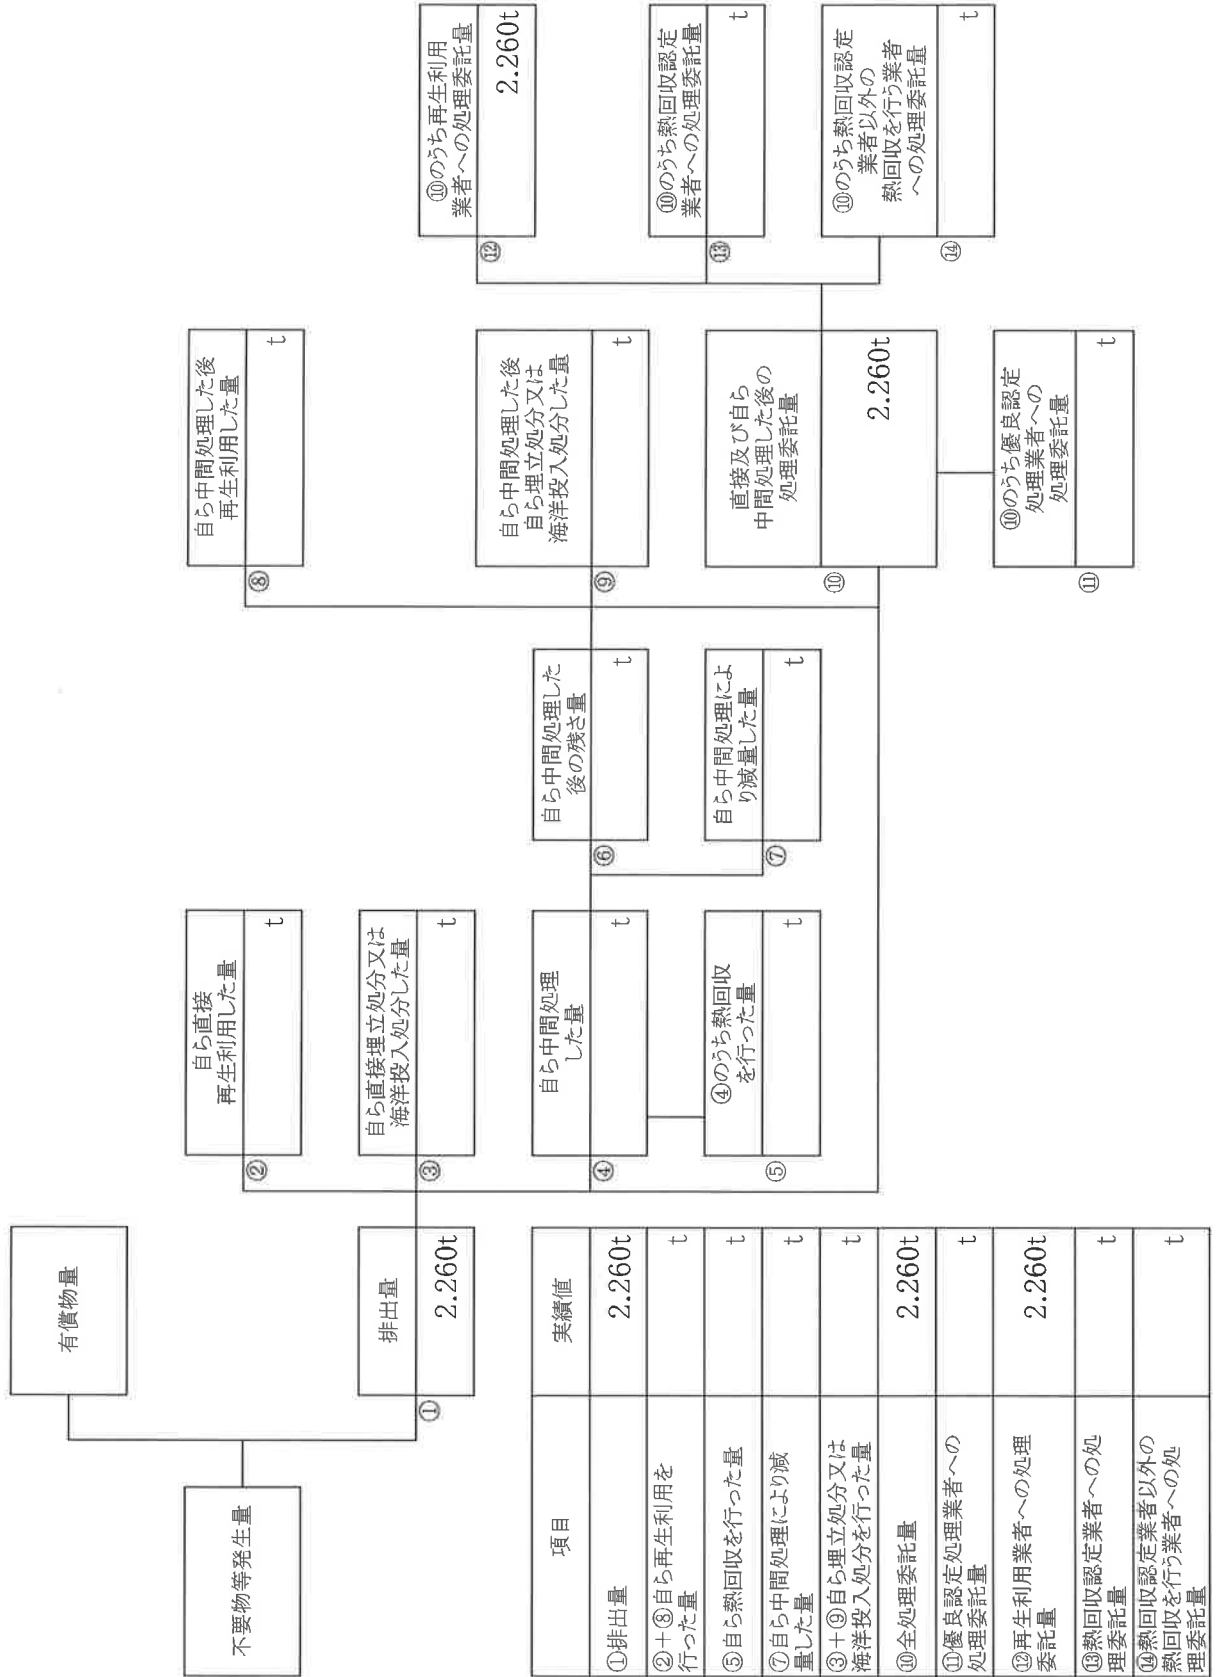 不要物等発生量
有償物量
①
排出量
2.260t
②
自ら直接
再生利用した量
t
③
自ら直接埋立処分又は
海洋投入処分した量
t
④
自ら中間処理
した量
t
⑤
④のうち熱回収
を行った量
t
⑥
自ら中間処理した
後の残さ量
t
⑦
自ら中間処理によ
り減量した量
t
⑧
自ら中間処理した後
再生利用した量
t
⑨
自ら中間処理した後
自ら埋立処分又は
海洋投入処分した量
t
⑩
直接及び自ら
中間処理した後の
処理委託量
2.260t
⑪
⑩のうち優良認定
処理業者への
処理委託量
t
⑫
⑩のうち再生利用
業者への処理委託量
2.260t
⑬
⑩のうち熱回収認定
業者への処理委託量
t
⑭
⑩のうち熱回収認定
業者以外の
熱回収を行う業者
への処理委託量
t
項目
実績値
①排出量
2.260t
②+⑧自ら再生利用を
行った量
t
⑤自ら熱回収を行った量
t
⑦自ら中間処理により減
量した量
t
③+⑨自ら埋立処分又は
海洋投入処分を行った量
t
⑩全処理委託量
2.260t
⑪優良認定処理業者への
処理委託量
t
⑫再生利用業者への処理
委託量
2.260t
⑬熱回収認定業者への処
理委託量
t
⑭熱回収認定業者以外の
熱回収を行う業者への処
理委託量
t